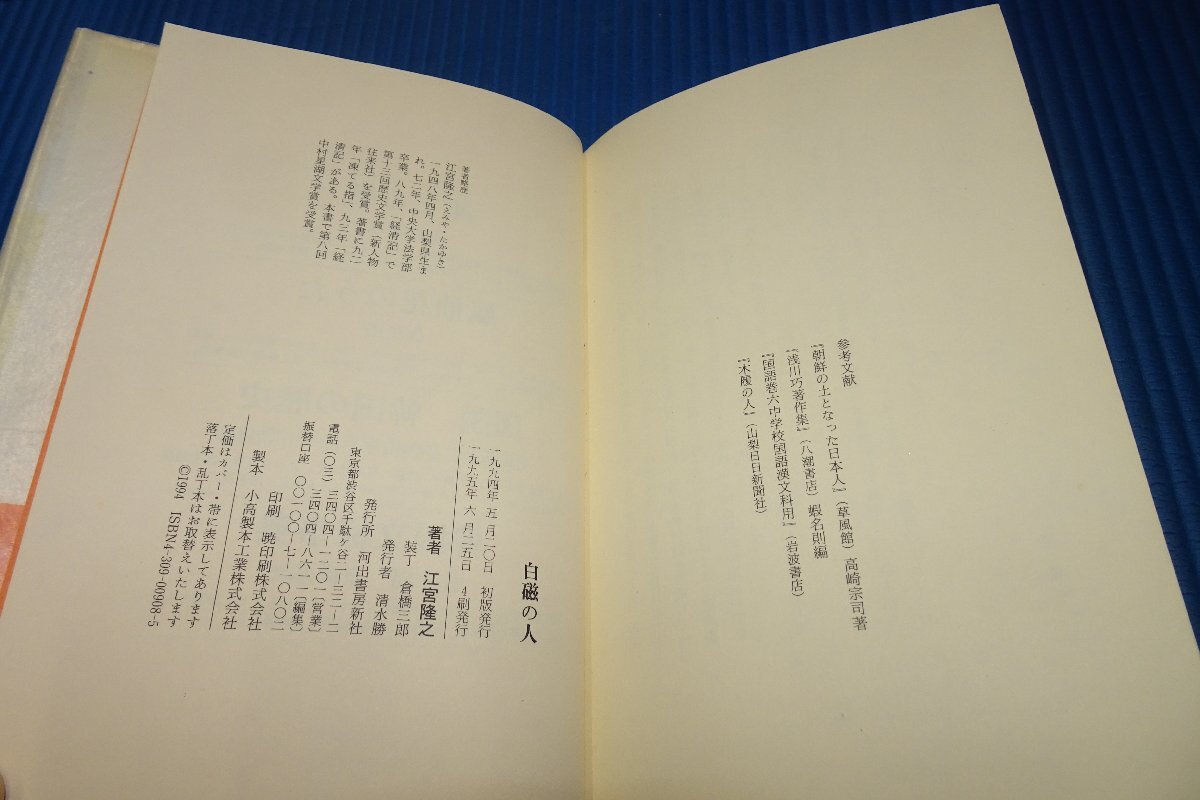 参考文献
『朝鮮の土となった日本人』(草風館)高崎宗司著
『浅川巧著作集』(八潮書店)蝦名則編
『国語巻六中学校国語漢文科用』(岩波書店)
『木履の人』(山梨日日新聞社)
著者略歴
江宮隆之(えみや・たかゆき)
一九四八年四月、山梨県生ま
れ。七二年、中央大学法学部
卒業。八九年、「経清記」で
第十三回歴史文学賞(新人物
往来社)を受賞。著書に九二
年「凍てる指」、九三年「経
清記」がある。本書で第八回
中村星湖文学賞を受賞。
白磁の人
一九九四年 五月二〇日 初版発行
一九九五年 六月二五日 4刷発行
著者 江宮隆之
装丁 倉橋三郎
発行者 清水勝
発行所 河出書房新社
東京都渋谷区千駄ケ谷二―三二―二
電話(〇三)三四〇四―一二〇一[営業]
三四〇四―八六一一[編集]
振替口座 〇〇一〇〇―七―一〇八〇二
印刷 暁印刷株式会社
製本 小高製本工業株式会社
定価はカバー・帯に表示してあります
落丁本・乱丁本はお取替えいたします
©1994 ISBN4-309-00908-5